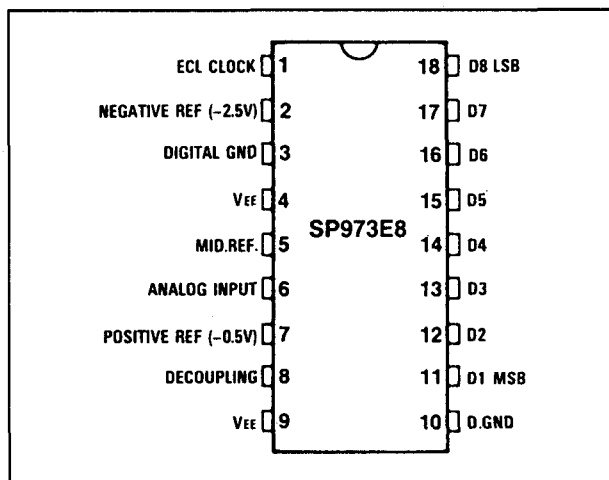 ECL CLOCK 1 18 D8 LSB
NEGATIVE REF (−2.5V) 2 17 D7
DIGITAL GND 3 16 D6
VEE 4 15 D5
SP973E8
MID.REF. 5 14 D4
ANALOG INPUT 6 13 D3
POSITIVE REF (−0.5V) 7 12 D2
DECOUPLING 8 11 D1 MSB
VEE 9 10 D.GND